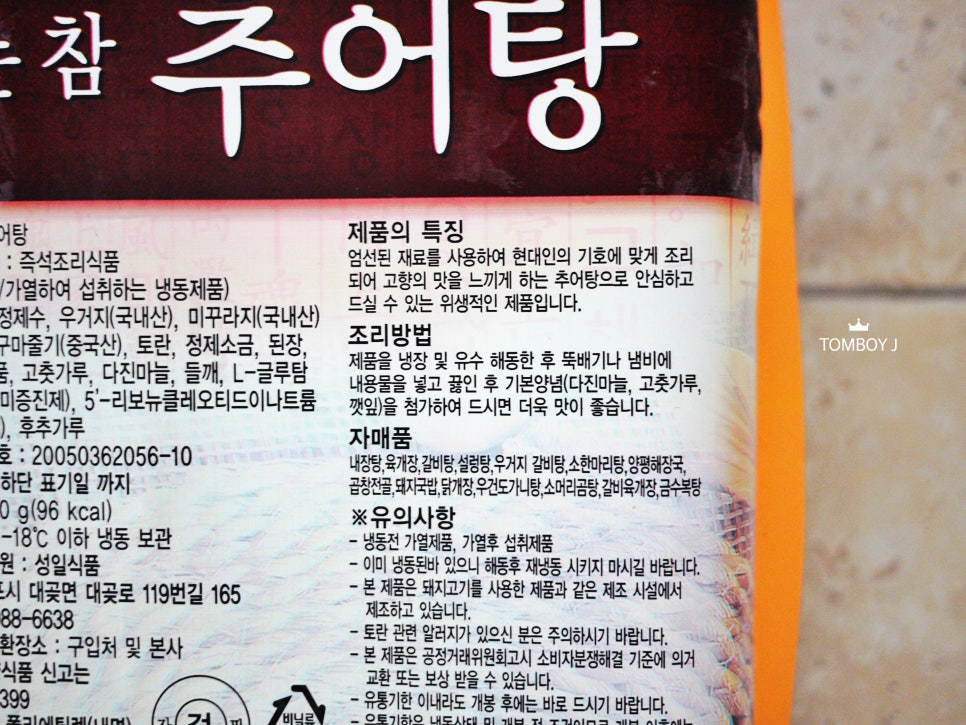 참 주어탕
어탕
: 즉석조리식품
/가열하여 섭취하는 냉동제품)
정제수, 우거지(국내산), 미꾸라지(국내산)
구마줄기(중국산), 토란, 정제소금, 된장,
품, 고춧가루, 다진마늘, 들깨, L-글루탐
미증진제), 5'-리보뉴클레오티드이나트륨
), 후추가루
호 : 20050362056-10
하단 표기일 까지
0 g(96 kcal)
-18℃ 이하 냉동 보관
원 : 성일식품
포시 대곶면 대곶로 119번길 165
988-6638
환장소 : 구입처 및 본사
식품 신고는
399
폴리에틸렌(내면)
제품의 특징
엄선된 재료를 사용하여 현대인의 기호에 맞게 조리
되어 고향의 맛을 느끼게 하는 추어탕으로 안심하고
드실 수 있는 위생적인 제품입니다.
조리방법
제품을 냉장 및 유수 해동한 후 뚝배기나 냄비에
내용물을 넣고 끓인 후 기본양념(다진마늘, 고춧가루,
깻잎)을 첨가하여 드시면 더욱 맛이 좋습니다.
자매품
내장탕,육개장,갈비탕,설렁탕,우거지 갈비탕,소한마리탕,양평해장국,
곱창전골,돼지국밥,닭개장,우건도가니탕,소머리곰탕,갈비육개장,금수복탕
※유의사항
- 냉동전 가열제품, 가열후 섭취제품
- 이미 냉동된바 있으니 해동후 재냉동 시키지 마시길 바랍니다.
- 본 제품은 돼지고기를 사용한 제품과 같은 제조 시설에서
제조하고 있습니다.
- 토란 관련 알러지가 있으신 분은 주의하시기 바랍니다.
- 본 제품은 공정거래위원회고시 소비자분쟁해결 기준에 의거
교환 또는 보상 받을 수 있습니다.
- 유통기한 이내라도 개봉 후에는 바로 드시기 바랍니다.
비닐류
TOMBOY J